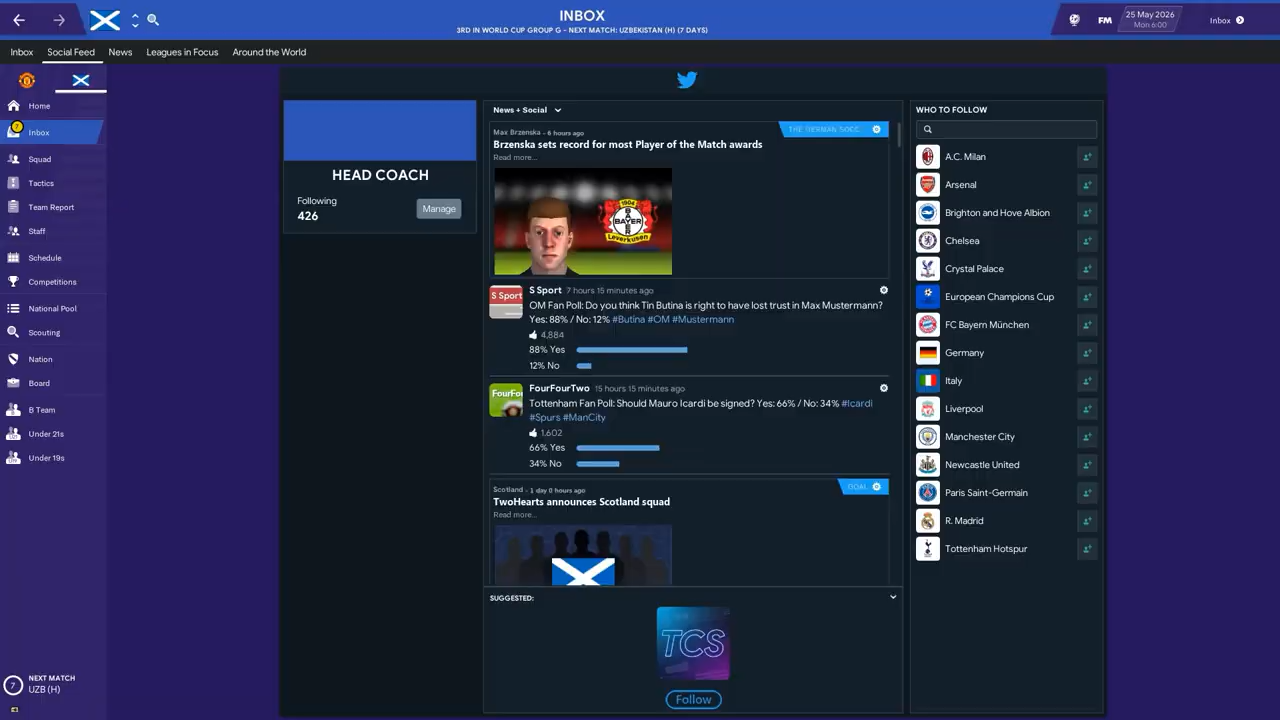 INBOX
3RD IN WORLD CUP GROUP G - NEXT MATCH: UZBEKISTAN (H) (7 DAYS)
FM
25 May 2026
Mon 6:00
Inbox
Inbox
Social Feed
News
Leagues in Focus
Around the World
Home
7
Inbox
Squad
Tactics
Team Report
Staff
Schedule
Competitions
National Pool
Scouting
Nation
Board
B Team
Under 21s
Under 19s
7
NEXT MATCH
UZB (H)
HEAD COACH
Following
426
Manage
News + Social
Max Brzenska - 6 hours ago
Brzenska sets record for most Player of the Match awards
Read more...
1904
BAYER
Leverkusen
S Sport
S Sport 7 hours 15 minutes ago
OM Fan Poll: Do you think Tin Butina is right to have lost trust in Max Mustermann?
Yes: 88% / No: 12% #Butina #OM #Mustermann
4,884
88% Yes
12% No
FourFo
FourFourTwo 15 hours 15 minutes ago
Tottenham Fan Poll: Should Mauro Icardi be signed? Yes: 66% / No: 34% #Icardi
#Spurs #ManCity
1,602
66% Yes
34% No
Scotland - 1 day 0 hours ago
GOAL
TwoHearts announces Scotland squad
Read more...
SUGGESTED:
TCS
Follow
WHO TO FOLLOW
A.C. Milan
Arsenal
Brighton and Hove Albion
Chelsea
Crystal Palace
European Champions Cup
FC Bayern München
Germany
Italy
Liverpool
Manchester City
Newcastle United
Paris Saint-Germain
R. Madrid
Tottenham Hotspur